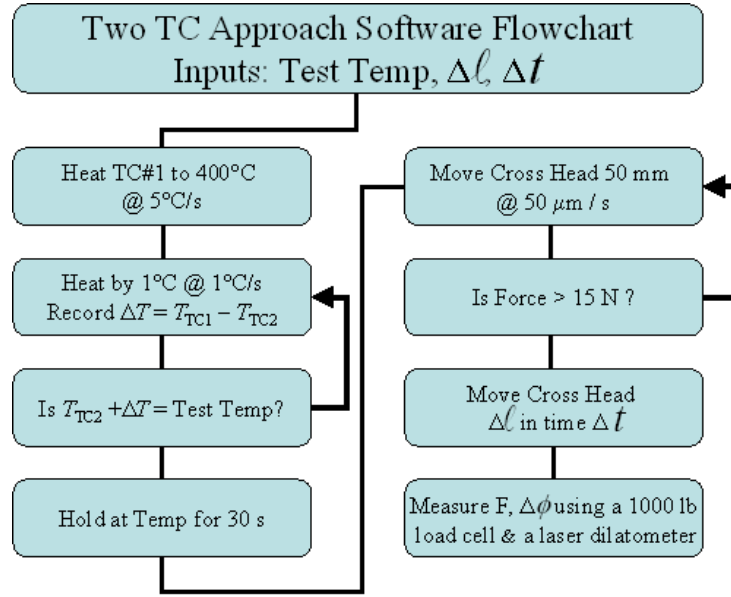 Two TC Approach Software Flowchart
Inputs: Test Temp, Δℓ, Δt
Heat TC#1 to 400°C
@ 5°C/s
Heat by 1°C @ 1°C/s
Record ΔT = T_TC1 – T_TC2
Is T_TC2 +ΔT = Test Temp?
Hold at Temp for 30 s
Move Cross Head 50 mm
@ 50 μm / s
Is Force > 15 N ?
Move Cross Head
Δℓ in time Δt
Measure F, Δϕ using a 1000 lb
load cell & a laser dilatometer